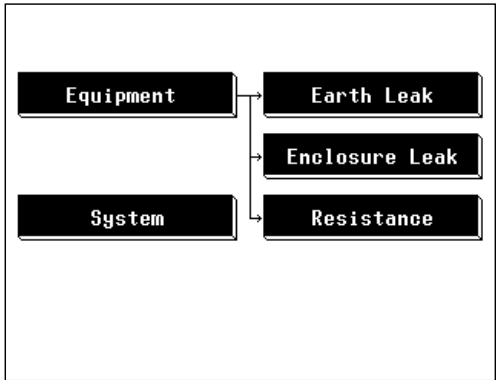 Equipment
Earth Leak
Enclosure Leak
System
Resistance